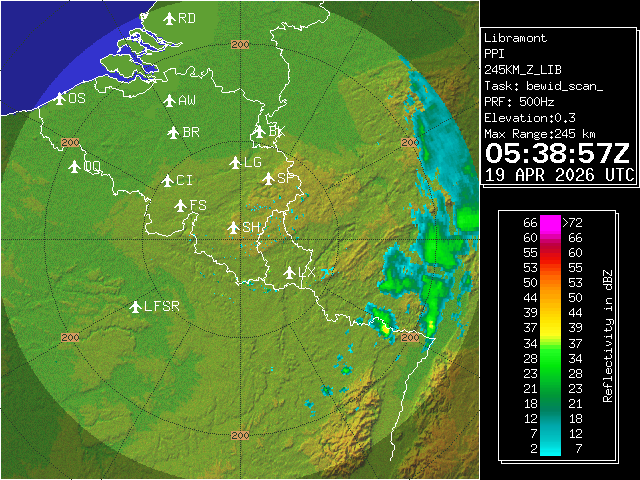 RD
200
OS
AW
BR
BK
200
200
OO
LG
CI
SP
FS
SH
LX
LFSR
200
200
200
Libramont
PPI
245KM_Z_LIB
Task: bewid_scan_
PRF: 500Hz
Elevation:0.3
Max Range:245 km
05:38:57Z
19 APR 2026 UTC
66 >72
60 66
55 60
53 55
50 53
44 50
39 44
37 39
34 37
28 34
23 28
21 23
18 21
12 18
7 12
2 7
Reflectivity in dBZ